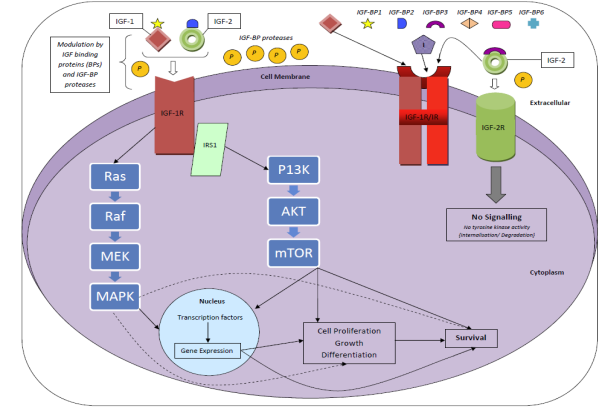 IGF-1
IGF-2
IGF-BP proteases
P
P
P
P
P
IGF-BP1
IGF-BP2
IGF-BP3
IGF-BP4
IGF-BP5
IGF-BP6
Modulation by
IGF binding
proteins (BPs)
and IGF-BP
proteases
I
IGF-2
P
Cell Membrane
Extracellular
IGF-1R
IRS1
IGF-1R/IR
IGF-2R
Ras
Raf
MEK
MAPK
P13K
AKT
mTOR
No Signalling
No tyrsine kinase activity
(Internalisation/ Degradation)
Cytoplasm
Nucleus
Transcription factors
Gene Expression
Cell Proliferation
Growth
Differentiation
Survival